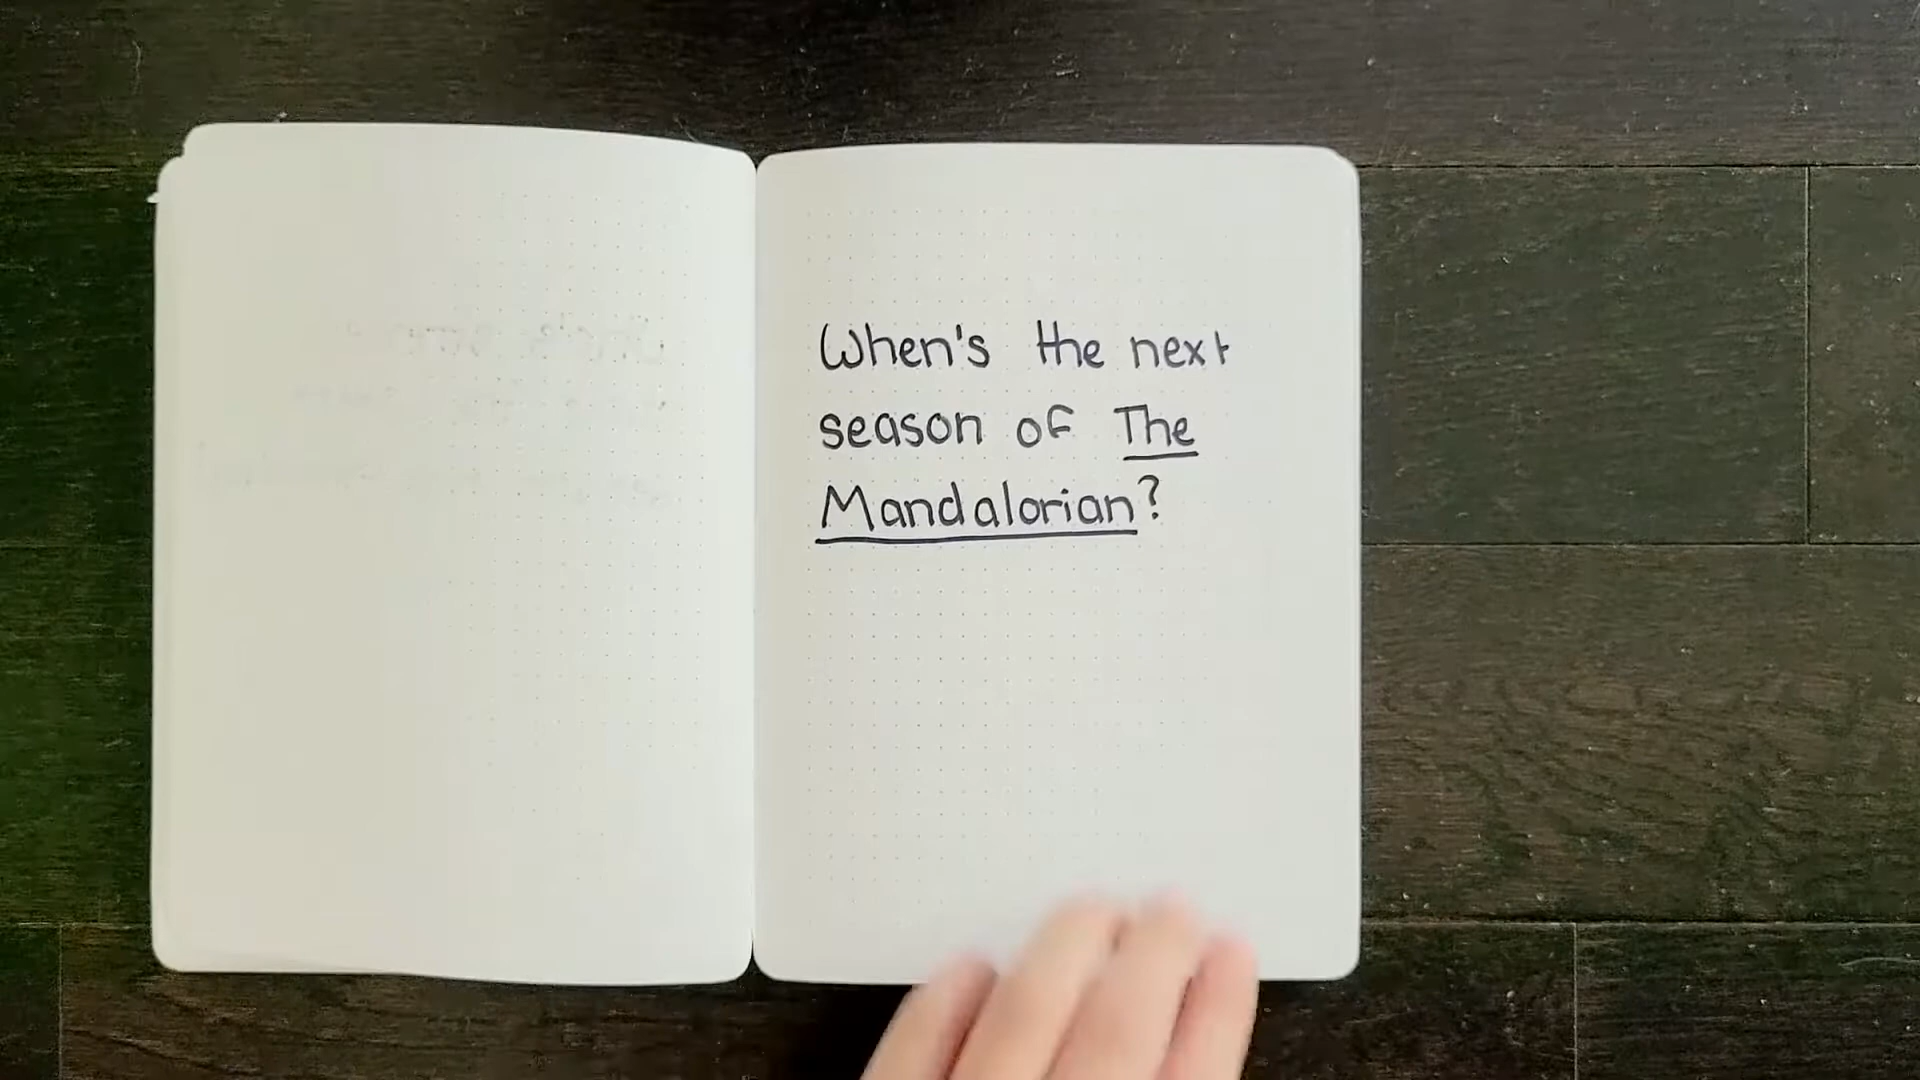 When's the next
season of The
Mandalorian?